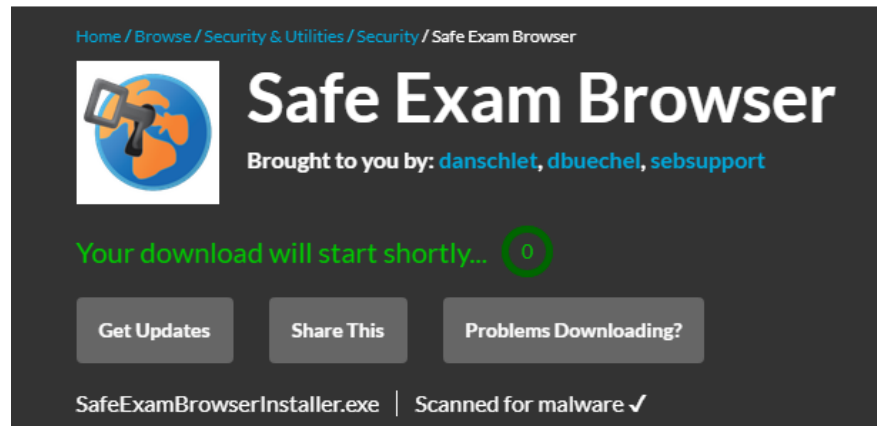 Home / Browse / Security & Utilities / Security / Safe Exam Browser
Safe Exam Browser
Brought to you by: danschlet, dbuechel, sebsupport
Your download will start shortly... 0
Get Updates Share This Problems Downloading?
SafeExamBrowserInstaller.exe | Scanned for malware ✓